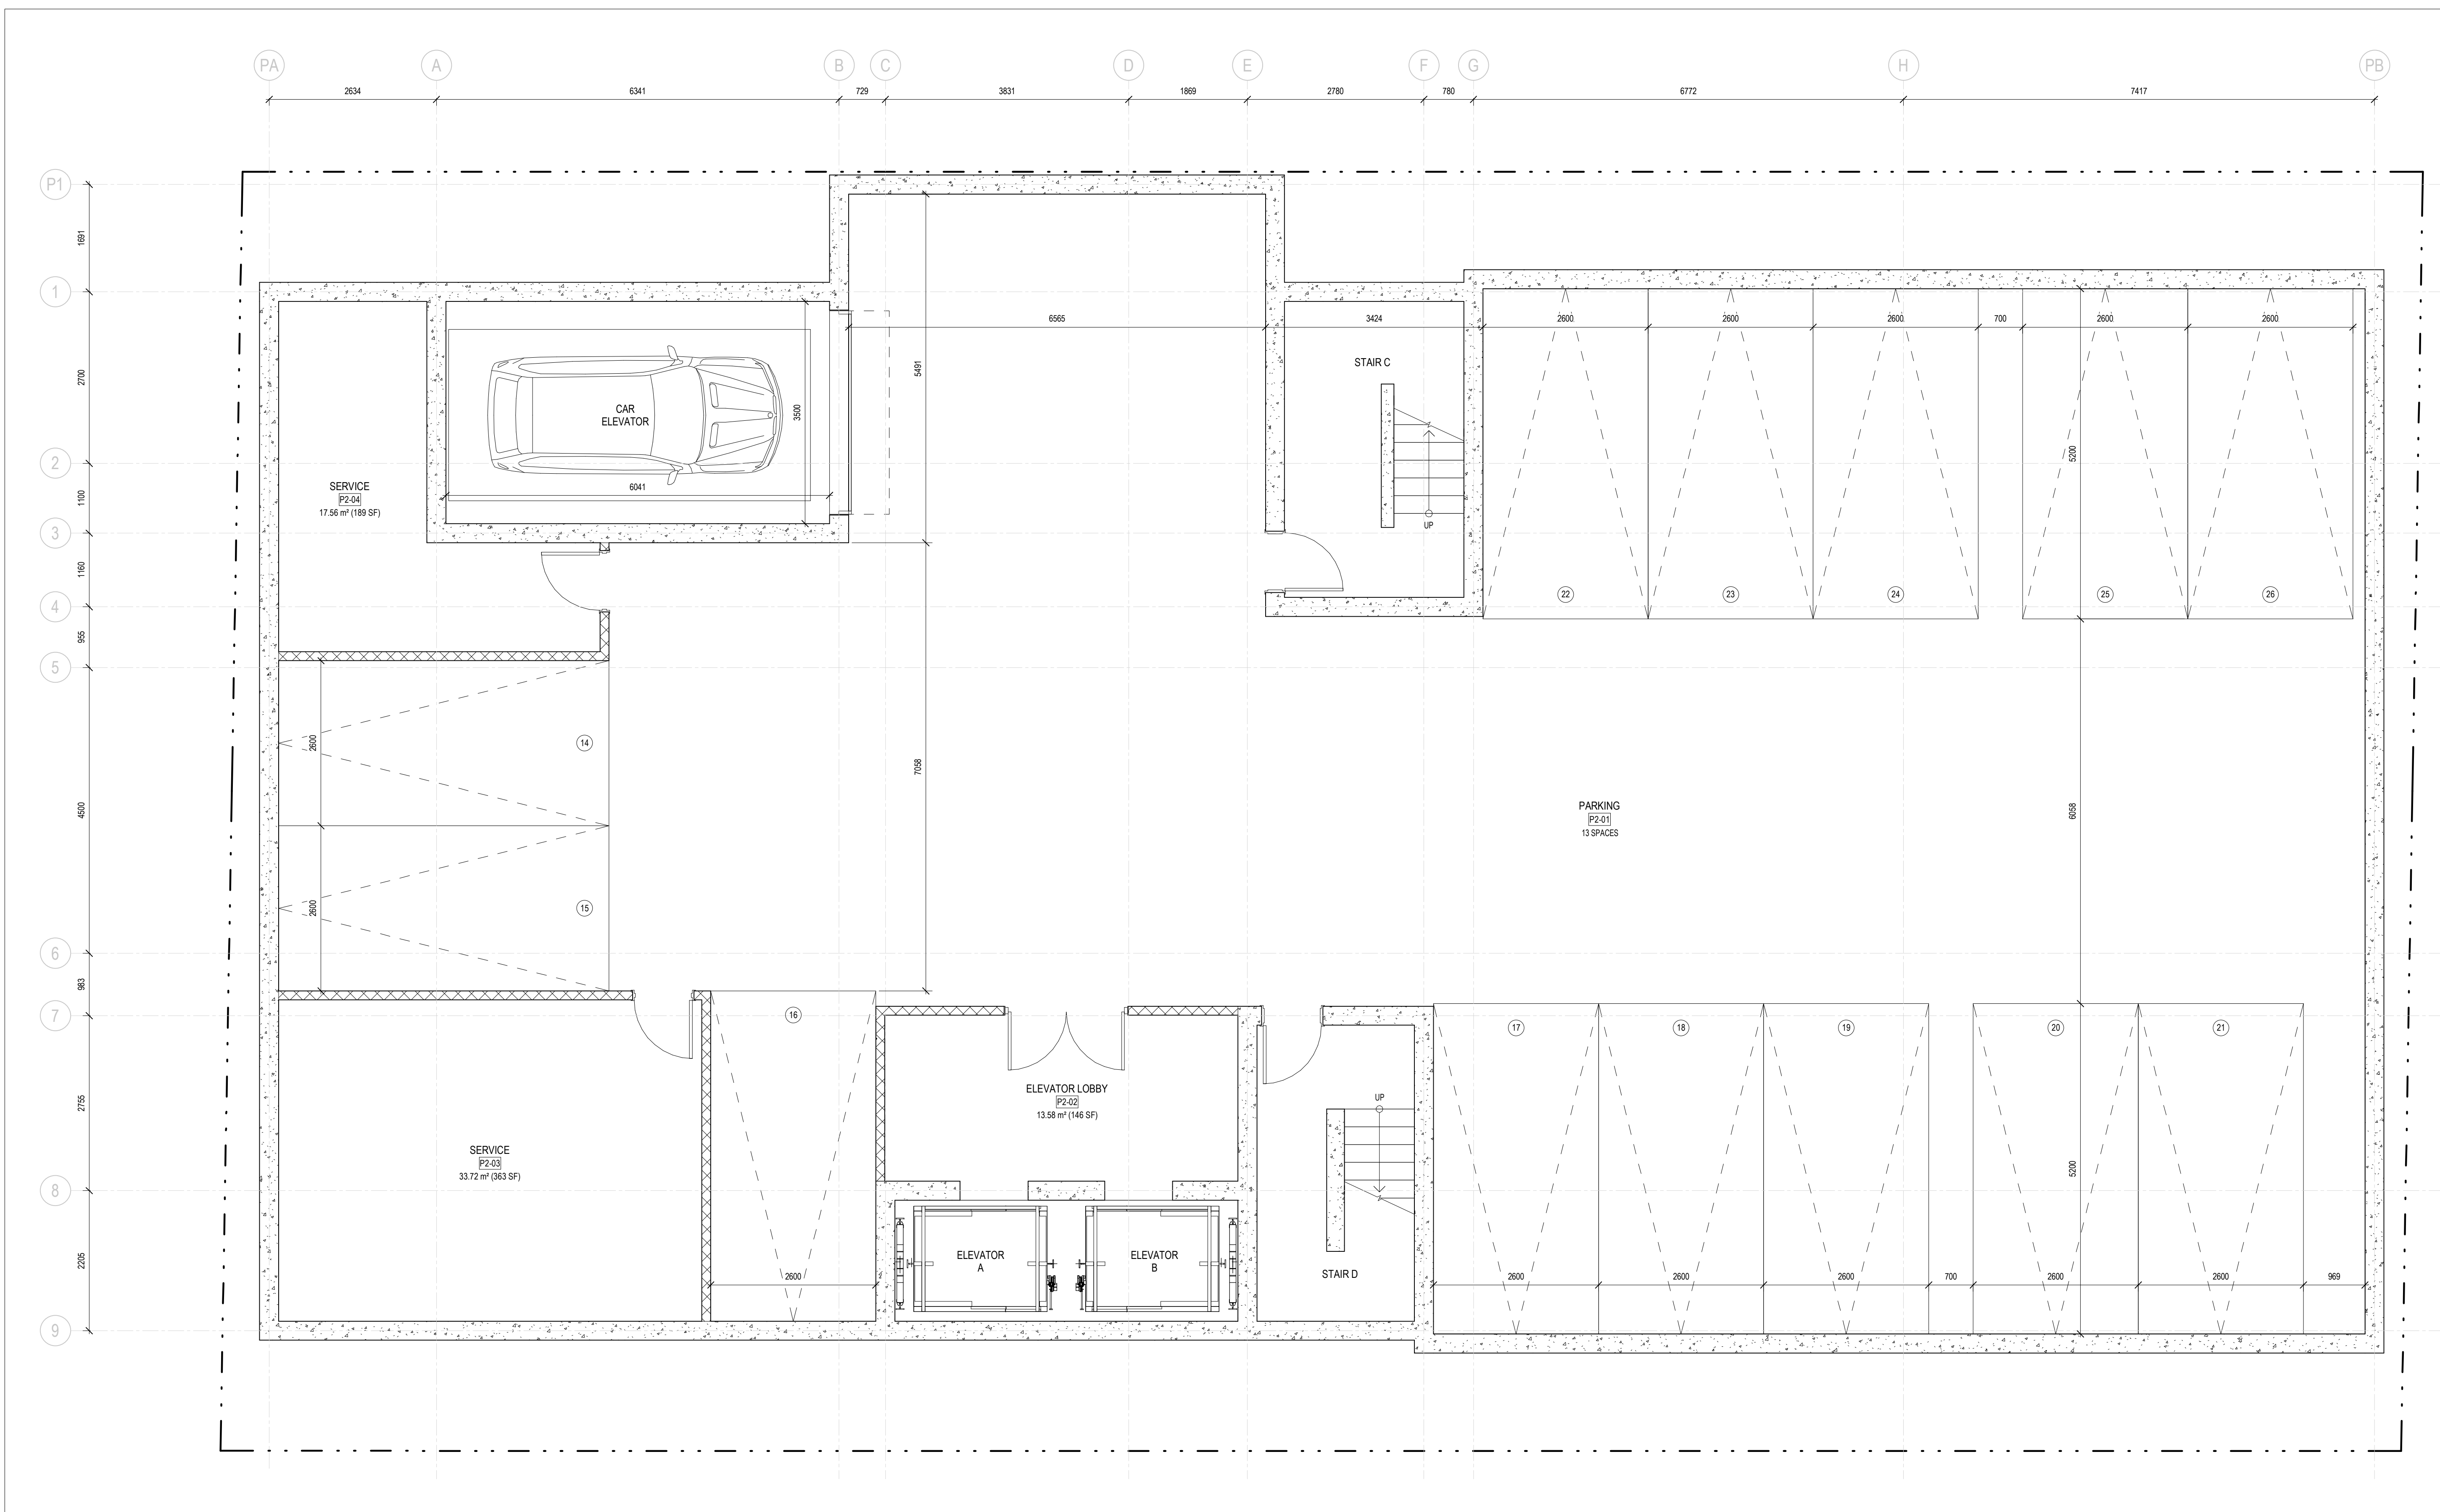 PA A B C D E F G H PB
2634 6341 729 3831 1869 2780 780 6772 7417
P1
1691
1
2700
2
1100
3
1160
4
955
5
4500
6
983
7
2755
8
2205
9
6565 3424 2600 2600 2600 700 2600 2600
5491
STAIR C
CAR
ELEVATOR
3500
5200
6041
SERVICE
P2-04
17.56 m² (189 SF)
UP
22 23 24 25 26
2600
14
7058
PARKING
P2-01
13 SPACES
6058
2600
15
16
17 18 19 20 21
ELEVATOR LOBBY
P2-02
13.58 m² (146 SF)
UP
SERVICE
P2-03
33.72 m² (363 SF)
5200
ELEVATOR
A
ELEVATOR
B
STAIR D
2600
2600 2600 2600 700 2600 2600 969